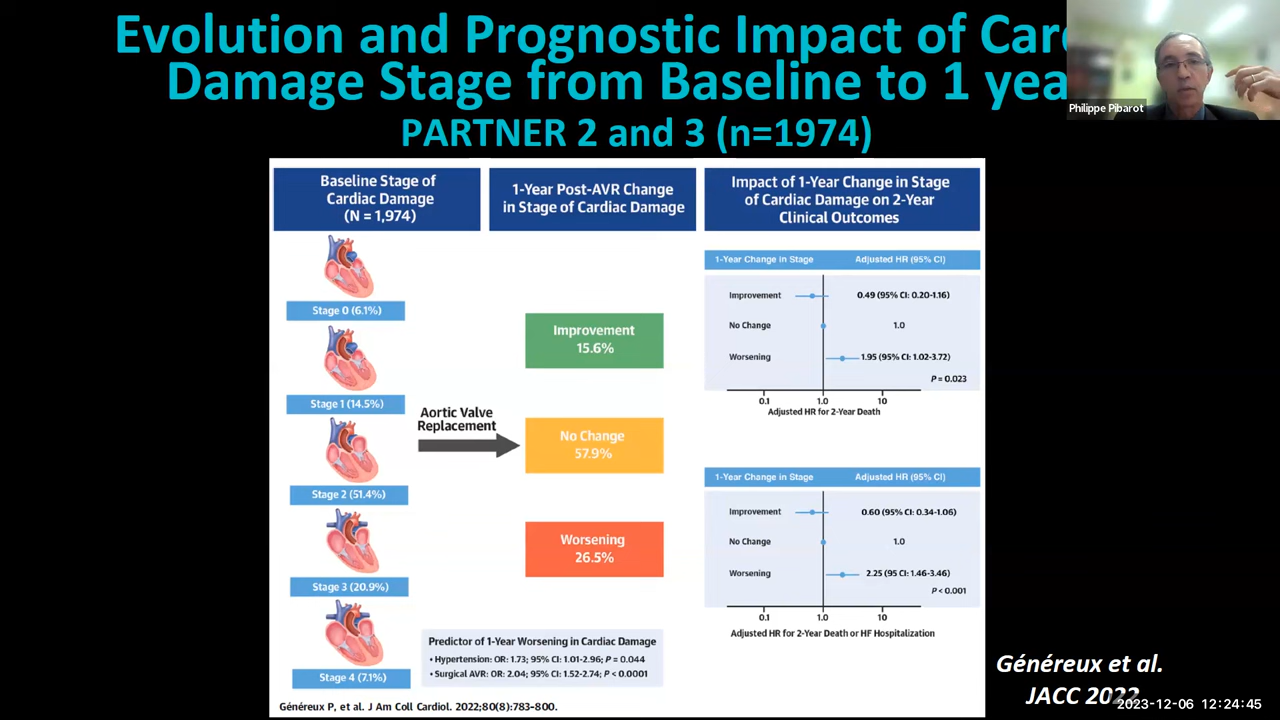 Evolution and Prognostic Impact of
Damage Stage from Baseline to 1
PARTNER 2 and 3 (n=1974)
Philippe Pibarot
Baseline Stage of
Cardiac Damage
(N = 1,974)
Stage 0 (6.1%)
Stage 1 (14.5%)
Stage 2 (51.4%)
Stage 3 (20.9%)
Stage 4 (7.1%)
Aortic Valve
Replacement
1-Year Post-AVR Change
in Stage of Cardiac Damage
Improvement
15.6%
No Change
57.9%
Worsening
26.5%
Predictor of 1-Year Worsening in Cardiac Damage
• Hypertension: OR: 1.73; 95% CI: 1.01-2.96; P = 0.044
• Surgical AVR: OR: 2.04; 95% CI: 1.52-2.74; P < 0.0001
Impact of 1-Year Change in Stage
of Cardiac Damage on 2-Year
Clinical Outcomes
1-Year Change in Stage Adjusted HR (95% CI)
Improvement 0.49 (95% CI: 0.20-1.16)
No Change 1.0
Worsening 1.95 (95% CI: 1.02-3.72)
P = 0.023
0.1 1.0 10
Adjusted HR for 2-Year Death
1-Year Change in Stage Adjusted HR (95% CI)
Improvement 0.60 (95% CI: 0.34-1.06)
No Change 1.0
Worsening 2.25 (95 CI: 1.46-3.46)
P < 0.001
0.1 1.0 10
Adjusted HR for 2-Year Death or HF Hospitalization
Généreux P, et al. J Am Coll Cardiol. 2022;80(8):783-800.
Généreux et al.
JACC 2022
2023-12-06 12:24:45